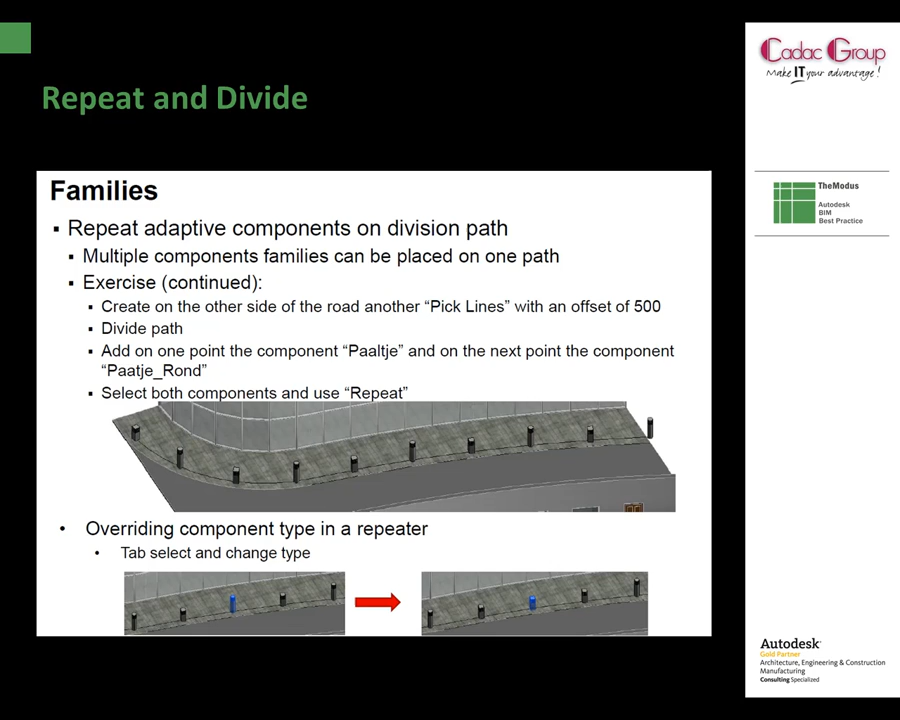 Repeat and Divide
Families
▪ Repeat adaptive components on division path
▪ Multiple components families can be placed on one path
▪ Exercise (continued):
▪ Create on the other side of the road another “Pick Lines” with an offset of 500
▪ Divide path
▪ Add on one point the component “Paaltje” and on the next point the component
“Paatje_Rond”
▪ Select both components and use “Repeat”
• Overriding component type in a repeater
• Tab select and change type
Cadac Group
Make IT your advantage!
TheModus
Autodesk
BIM
Best Practice
Autodesk
Gold Partner
Architecture, Engineering & Construction
Manufacturing
Consulting Specialized